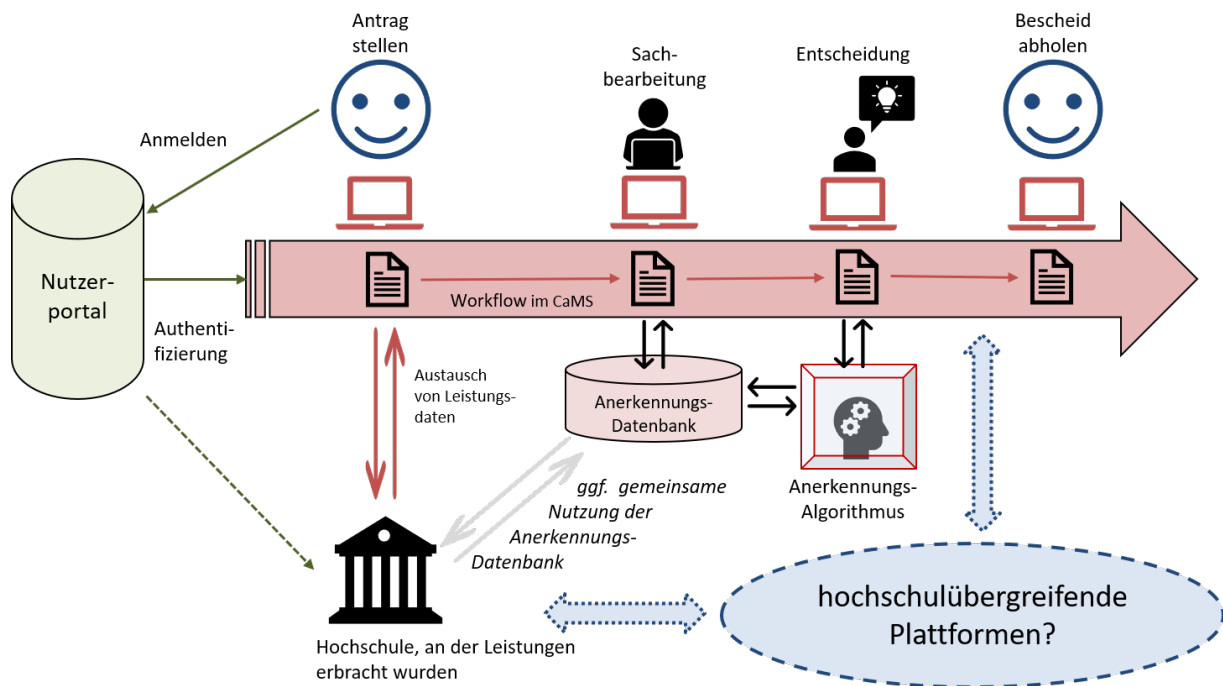 Antrag
stellen
Sach-
bearbeitung
Entscheidung
Bescheid
abholen
Anmelden
Nutzer-
portal
Authenti-
fizierung
Workflow im CaMS
Austausch
von Leistungs-
daten
Anerkennungs-
Datenbank
Anerkennungs-
Algorithmus
ggf. gemeinsame
Nutzung der
Anerkennungs-
Datenbank
Hochschule, an der Leistungen
erbracht wurden
hochschulübergreifende
Plattformen?